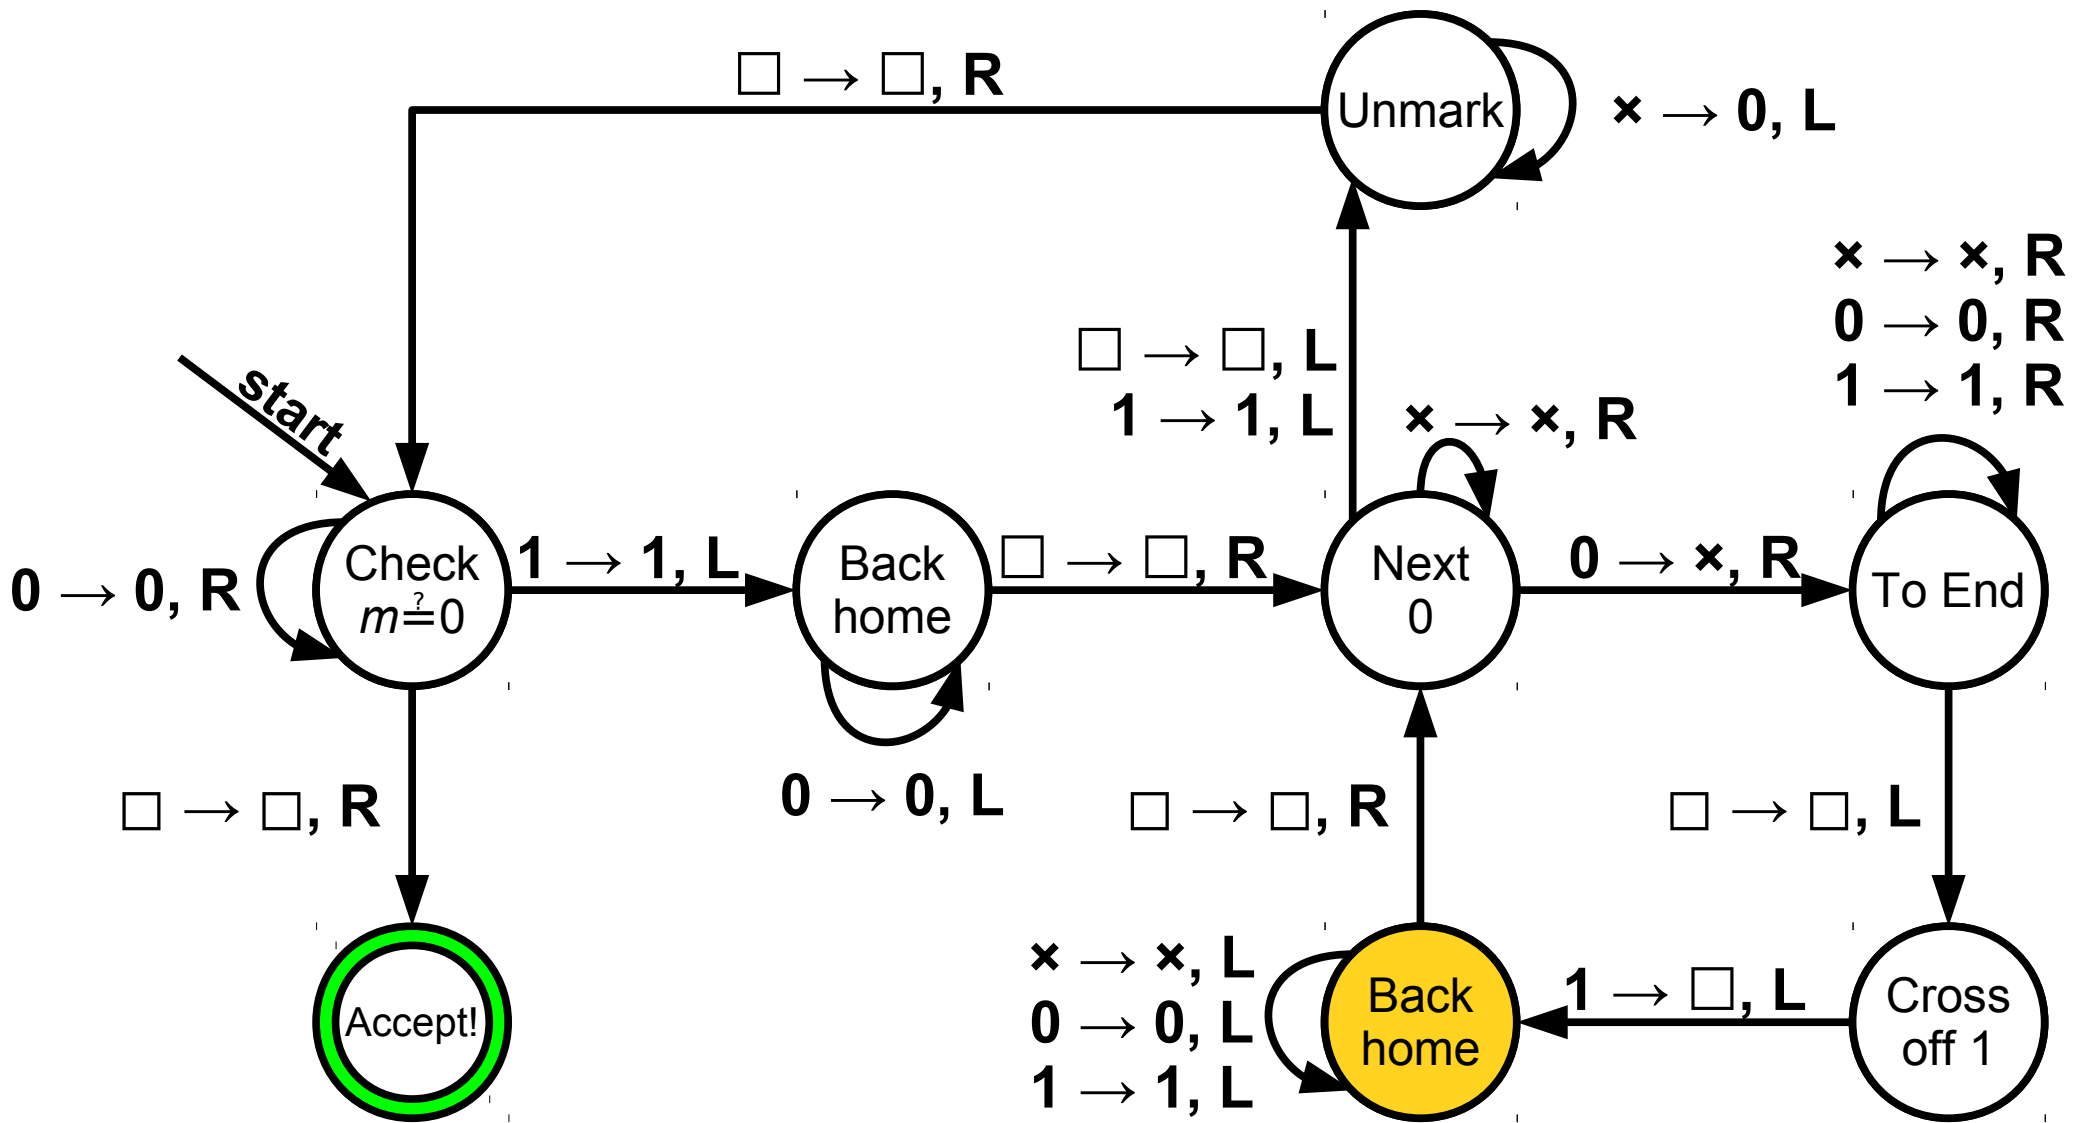 □ → □, R
Unmark
× → 0, L
× → ×, R
0 → 0, R
1 → 1, R
□ → □, L
1 → 1, L
× → ×, R
start
0 → 0, R
Check
m≟0
1 → 1, L
Back
home
□ → □, R
Next
0
0 → ×, R
To End
0 → 0, L
□ → □, R
□ → □, R
□ → □, L
Accept!
× → ×, L
0 → 0, L
1 → 1, L
Back
home
1 → □, L
Cross
off 1